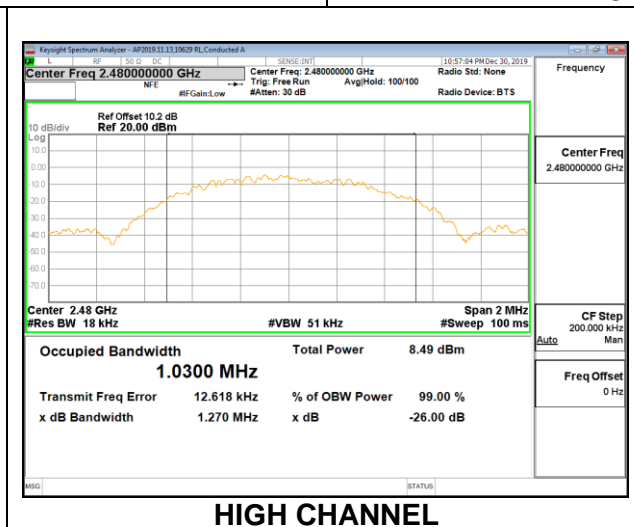 Keysight Spectrum Analyzer - AP2019.11.13,10629 RL,Conducted A
L RF 50 Ω DC SENSE:INT 10:57:04 PM Dec 30, 2019
Center Freq 2.480000000 GHz Center Freq: 2.480000000 GHz Radio Std: None Frequency
NFE Trig: Free Run Avg|Hold: 100/100
#IFGain:Low #Atten: 30 dB Radio Device: BTS
Ref Offset 10.2 dB
10 dB/div Ref 20.00 dBm
Log
10.0
0.00
-10.0
-20.0
-30.0
-40.0
-50.0
-60.0
-70.0
Center Freq
2.480000000 GHz
Center 2.48 GHz Span 2 MHz
#Res BW 18 kHz #VBW 51 kHz #Sweep 100 ms
CF Step
200.000 kHz
Auto Man
Occupied Bandwidth Total Power 8.49 dBm
1.0300 MHz
Freq Offset
0 Hz
Transmit Freq Error 12.618 kHz % of OBW Power 99.00 %
x dB Bandwidth 1.270 MHz x dB -26.00 dB
MSG STATUS
HIGH CHANNEL